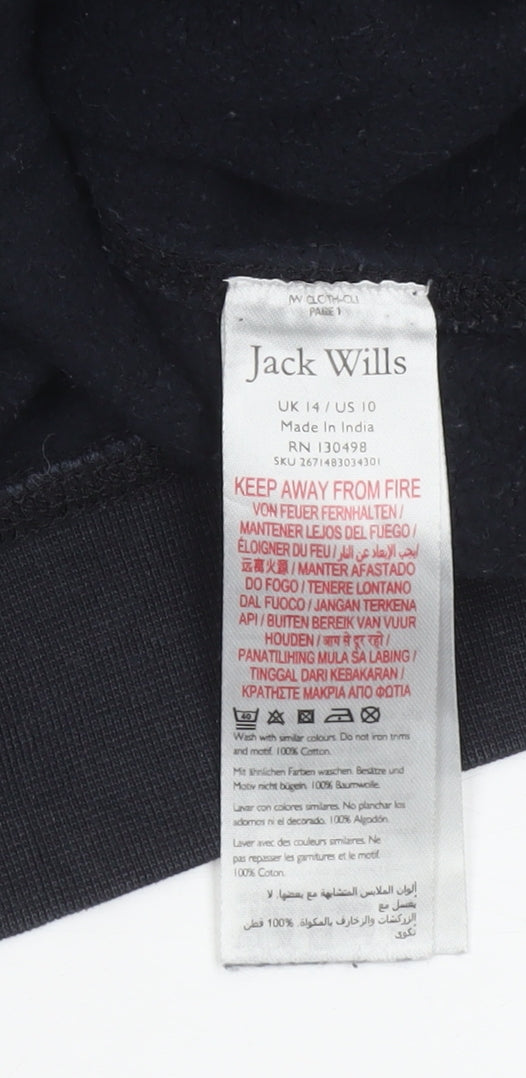 PAGE 1
Jack Wills
UK 14 / US 10
Made In India
RN 130498
SKU 2671483034301
KEEP AWAY FROM FIRE
VON FEUER FERNHALTEN /
MANTENER LEJOS DEL FUEGO /
ÉLOIGNER DU FEU / يجب الإبعاد عن النار /
远离火源 / MANTER AFASTADO
DO FOGO / TENERE LONTANO
DAL FUOCO / JANGAN TERKENA
API / BUITEN BEREIK VAN VUUR
HOUDEN / आग से दूर रहो /
PANATILIHING MULA SA LABING /
TINGGAL DARI KEBAKARAN /
ΚΡΑΤΗΣΤΕ ΜΑΚΡΙΑ ΑΠΟ ΦΩΤΙΑ
40
Wash with similar colours. Do not iron trims
and motif. 100% Cotton.
Mit ähnlichen Farben waschen. Besätze und
Motiv nicht bügeln. 100% Baumwolle.
Lavar con colores similares. No planchar los
adornos ni el decorado. 100% Algodón.
Laver avec des couleurs similaires. Ne
pas repasser les garnitures et le motif.
100% Coton.
ألوان الملابس المتشابهة مع بعضها. لا
يغسل مع
الزركشات والزخارف بالمكواة. 100% قطن
تكوى